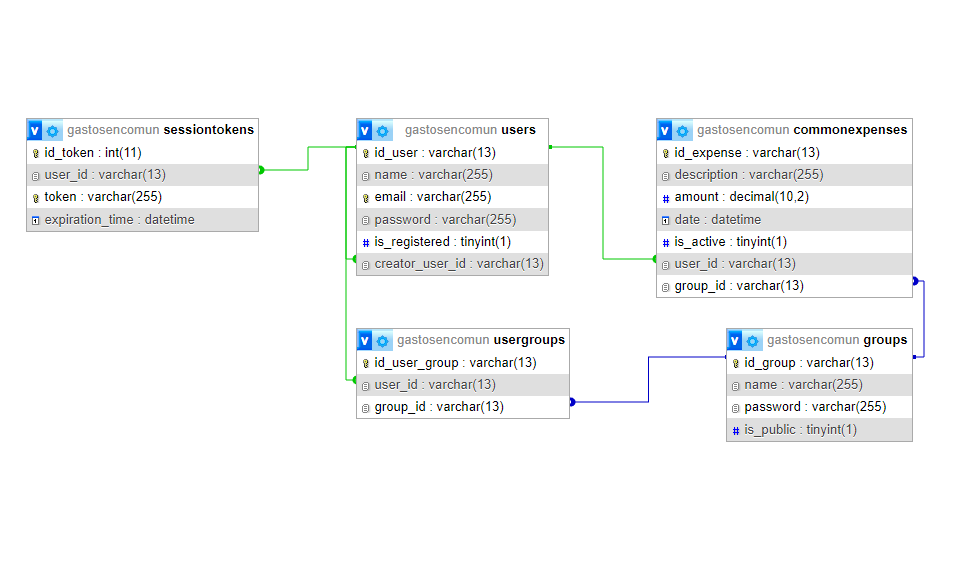 v gastosencomun sessiontokens
id_token : int(11)
user_id : varchar(13)
token : varchar(255)
expiration_time : datetime
v gastosencomun users
id_user : varchar(13)
name : varchar(255)
email : varchar(255)
password : varchar(255)
# is_registered : tinyint(1)
creator_user_id : varchar(13)
v gastosencomun commonexpenses
id_expense : varchar(13)
description : varchar(255)
# amount : decimal(10,2)
date : datetime
# is_active : tinyint(1)
user_id : varchar(13)
group_id : varchar(13)
v gastosencomun usergroups
id_user_group : varchar(13)
user_id : varchar(13)
group_id : varchar(13)
v gastosencomun groups
id_group : varchar(13)
name : varchar(255)
password : varchar(255)
# is_public : tinyint(1)